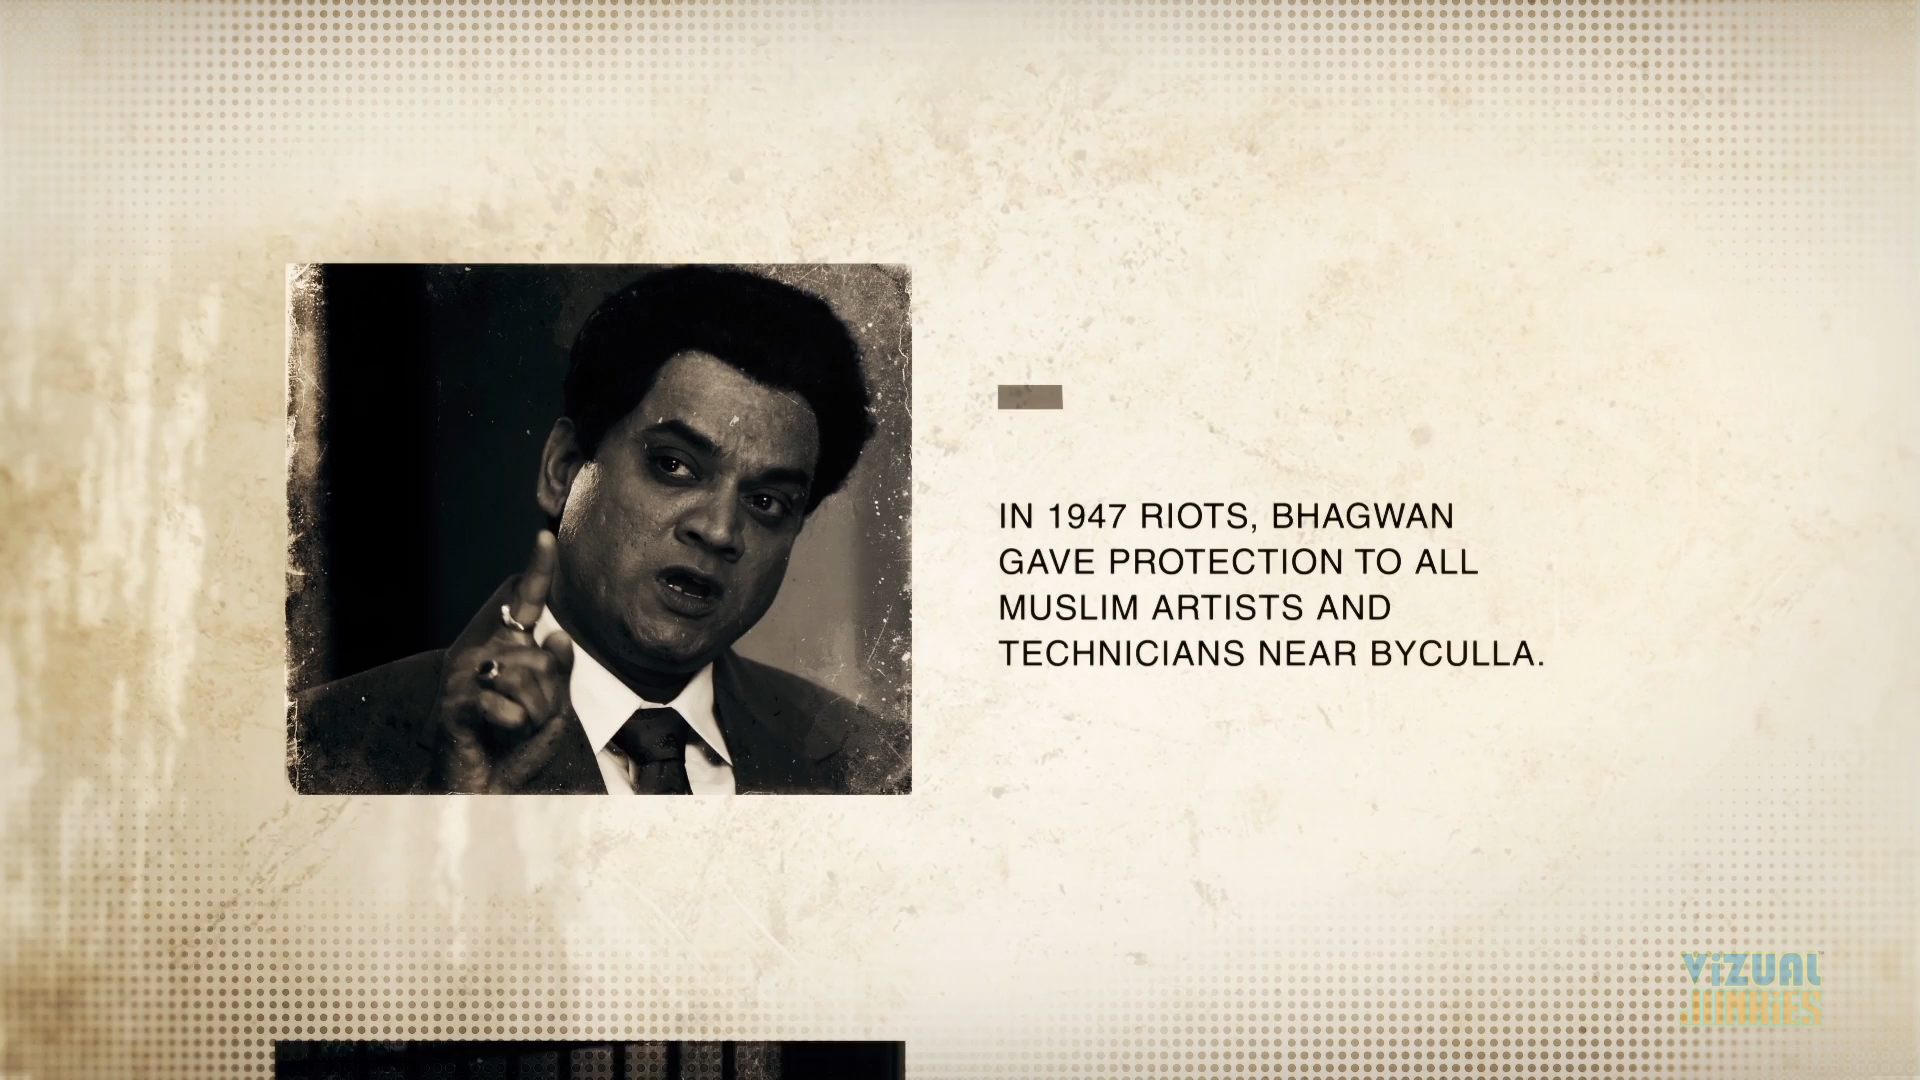 IN 1947 RIOTS, BHAGWAN
GAVE PROTECTION TO ALL
MUSLIM ARTISTS AND
TECHNICIANS NEAR BYCULLA.
ViZUAL
JUNKiES